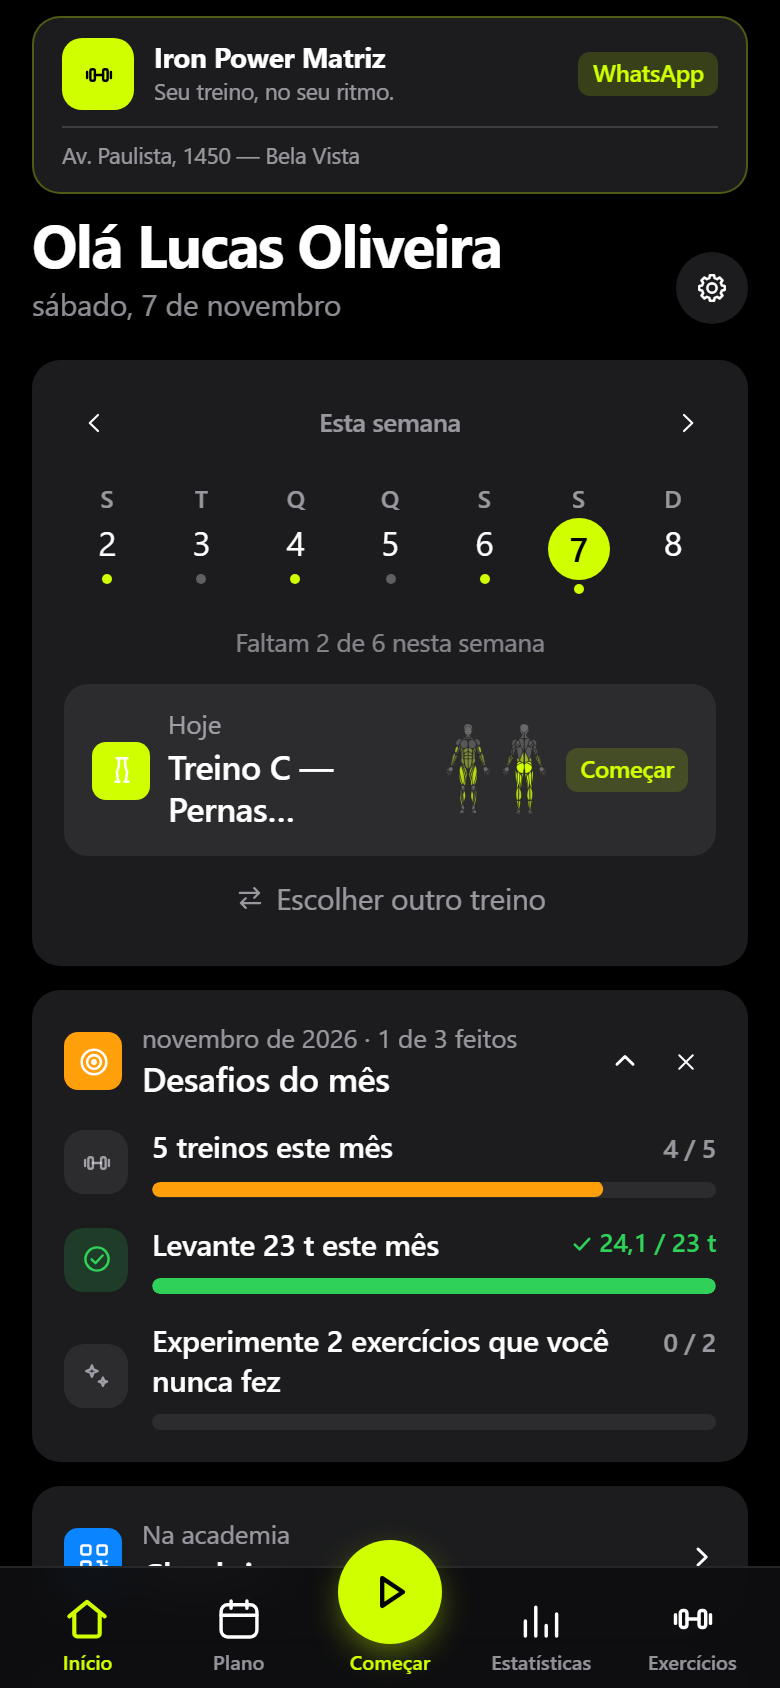 Iron Power Matriz
Seu treino, no seu ritmo.
WhatsApp
Av. Paulista, 1450 — Bela Vista
Olá Lucas Oliveira
sábado, 7 de novembro
Esta semana
S T Q Q S S D
2 3 4 5 6 7 8
Faltam 2 de 6 nesta semana
Hoje
Treino C —
Pernas...
Começar
Escolher outro treino
novembro de 2026 · 1 de 3 feitos
Desafios do mês
5 treinos este mês
4 / 5
Levante 23 t este mês
24,1 / 23 t
Experimente 2 exercícios que você
nunca fez
0 / 2
Na academia
Início
Plano
Começar
Estatísticas
Exercícios